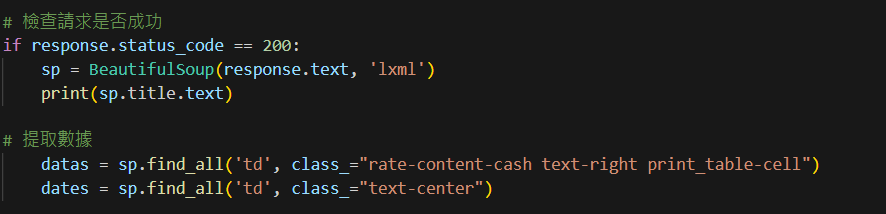 # 檢查請求是否成功
if response.status_code == 200:
    sp = BeautifulSoup(response.text, 'lxml')
    print(sp.title.text)
# 提取數據
    datas = sp.find_all('td', class_="rate-content-cash text-right print_table-cell")
    dates = sp.find_all('td', class_="text-center")